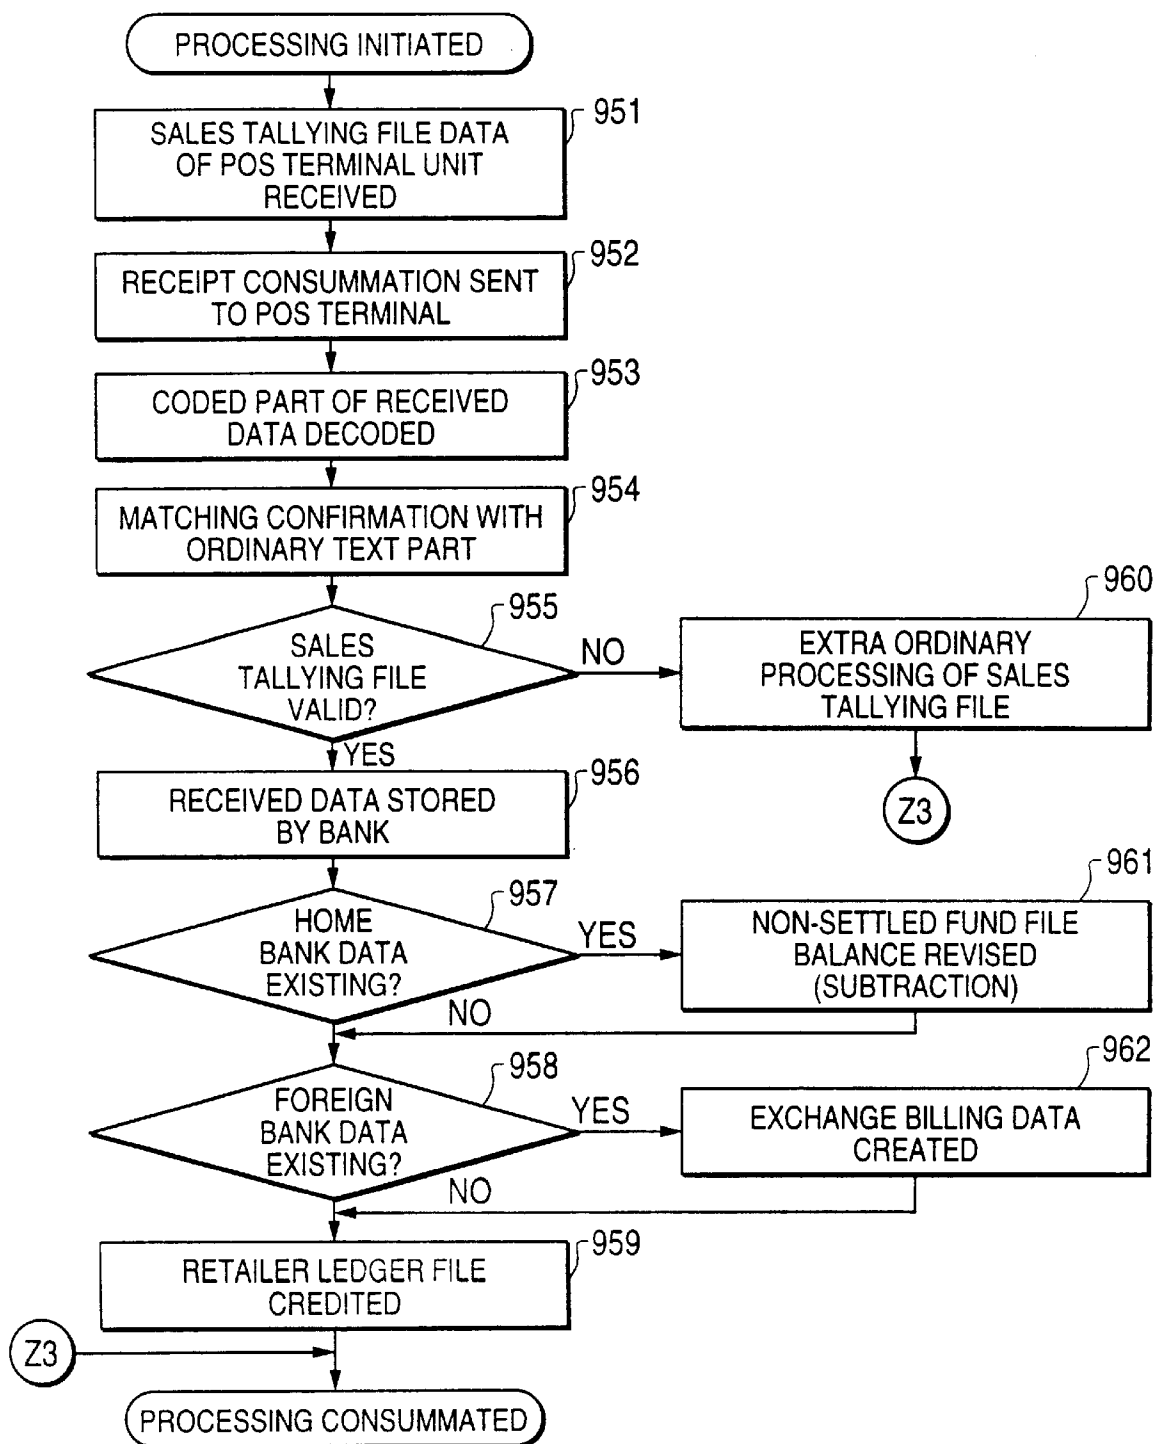 PROCESSING INITIATED
951
SALES TALLYING FILE DATA
OF POS TERMINAL UNIT
RECEIVED
952
RECEIPT CONSUMMATION SENT
TO POS TERMINAL
953
CODED PART OF RECEIVED
DATA DECODED
954
MATCHING CONFIRMATION WITH
ORDINARY TEXT PART
955
SALES
TALLYING FILE
VALID?
NO
YES
960
EXTRA ORDINARY
PROCESSING OF SALES
TALLYING FILE
Z3
956
RECEIVED DATA STORED
BY BANK
957
HOME
BANK DATA
EXISTING?
YES
NO
961
NON-SETTLED FUND FILE
BALANCE REVISED
(SUBTRACTION)
958
FOREIGN
BANK DATA
EXISTING?
YES
NO
962
EXCHANGE BILLING DATA
CREATED
959
RETAILER LEDGER FILE
CREDITED
Z3
PROCESSING CONSUMMATED